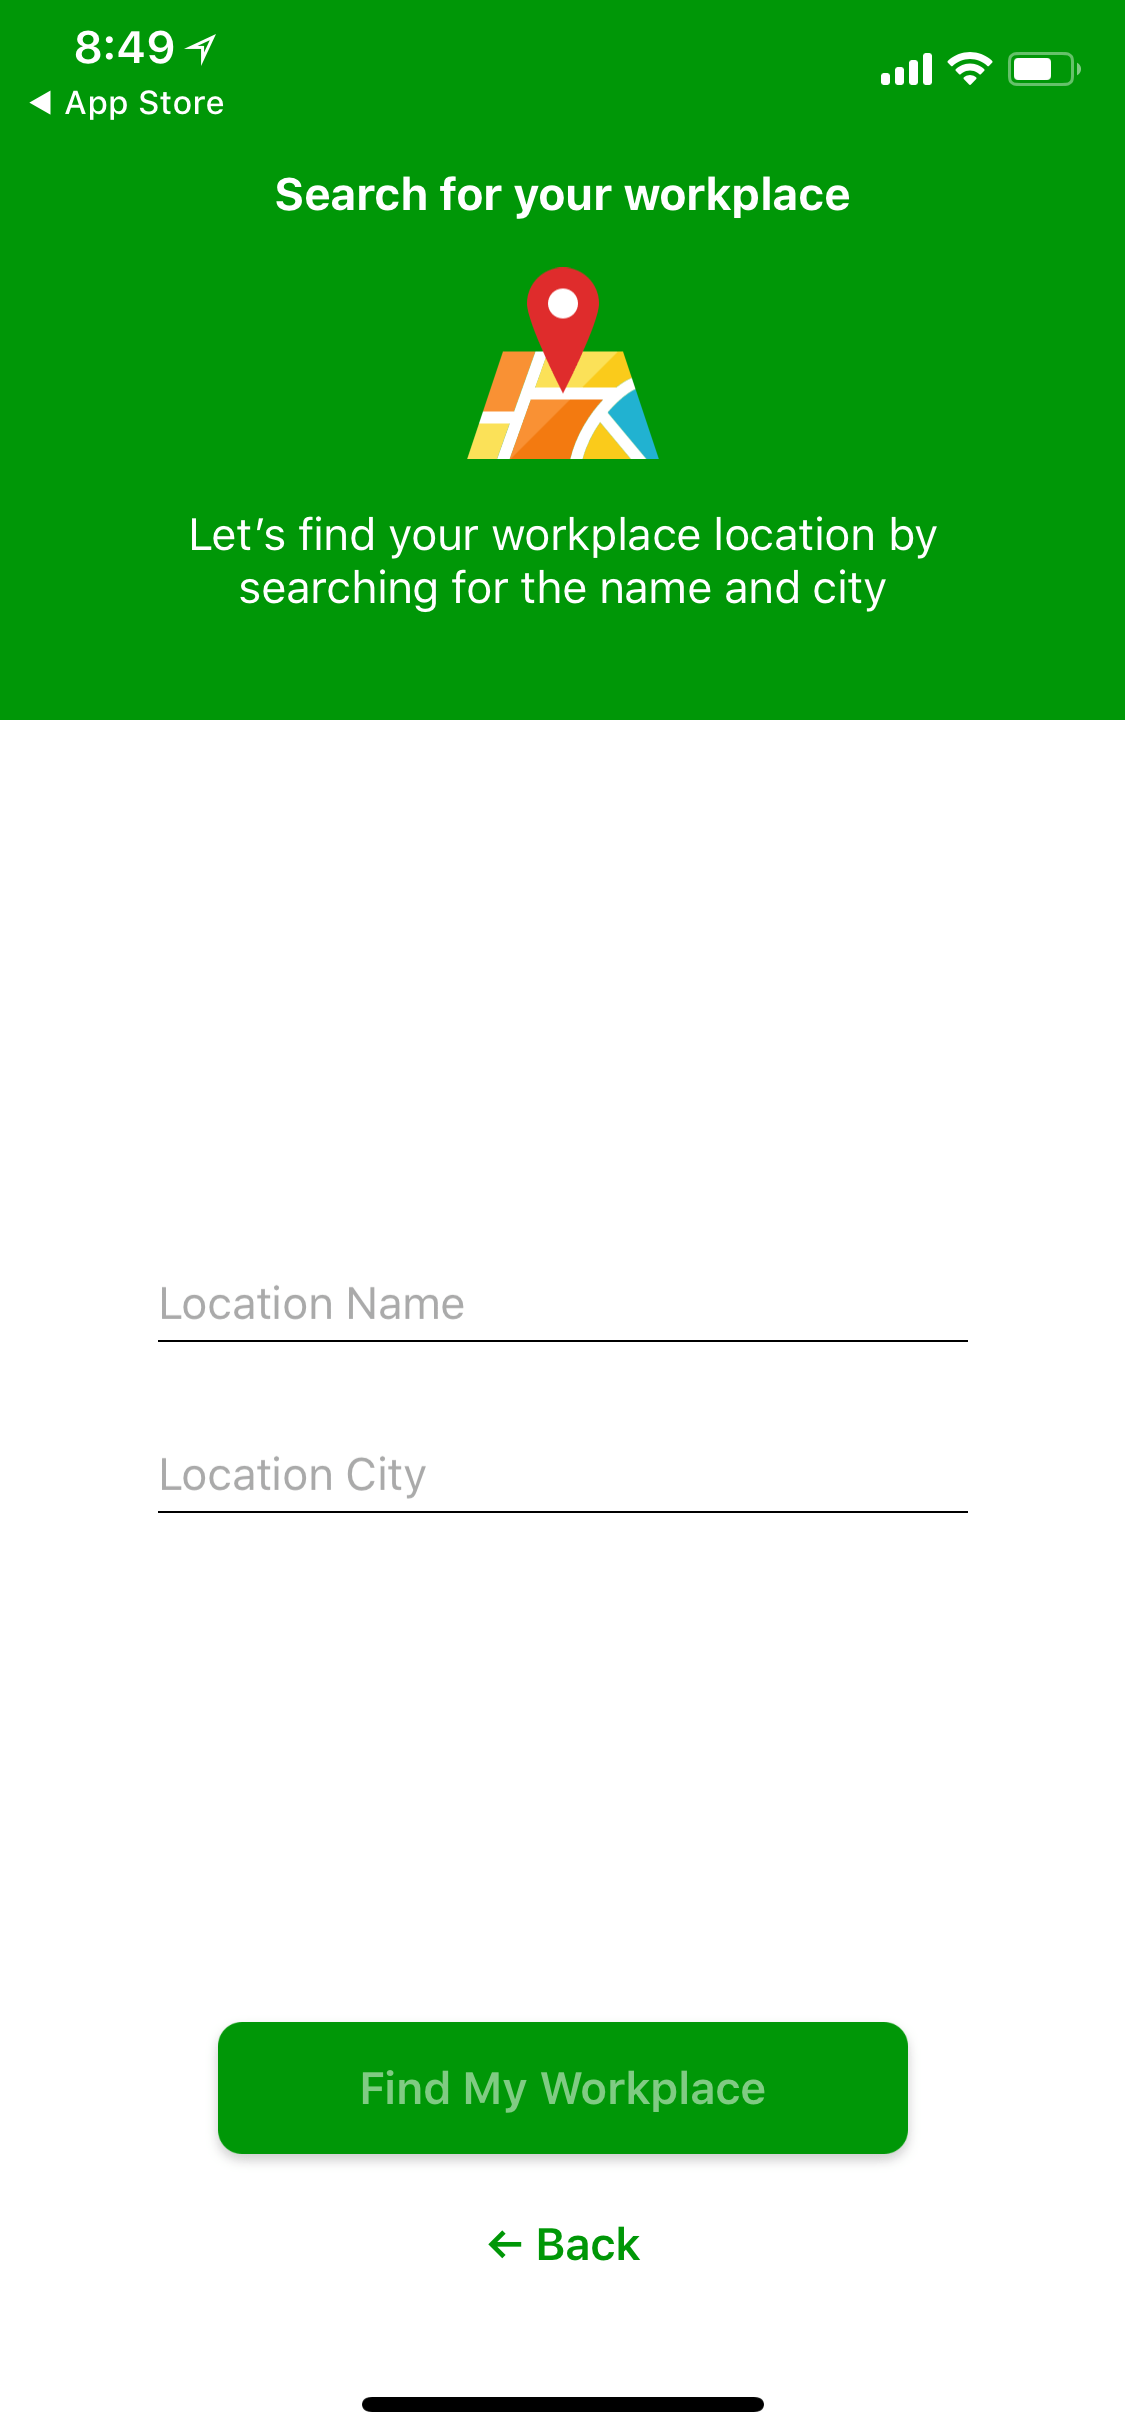 8:49
◀ App Store
Search for your workplace
Let’s find your workplace location by
searching for the name and city
Location Name
Location City
Find My Workplace
← Back